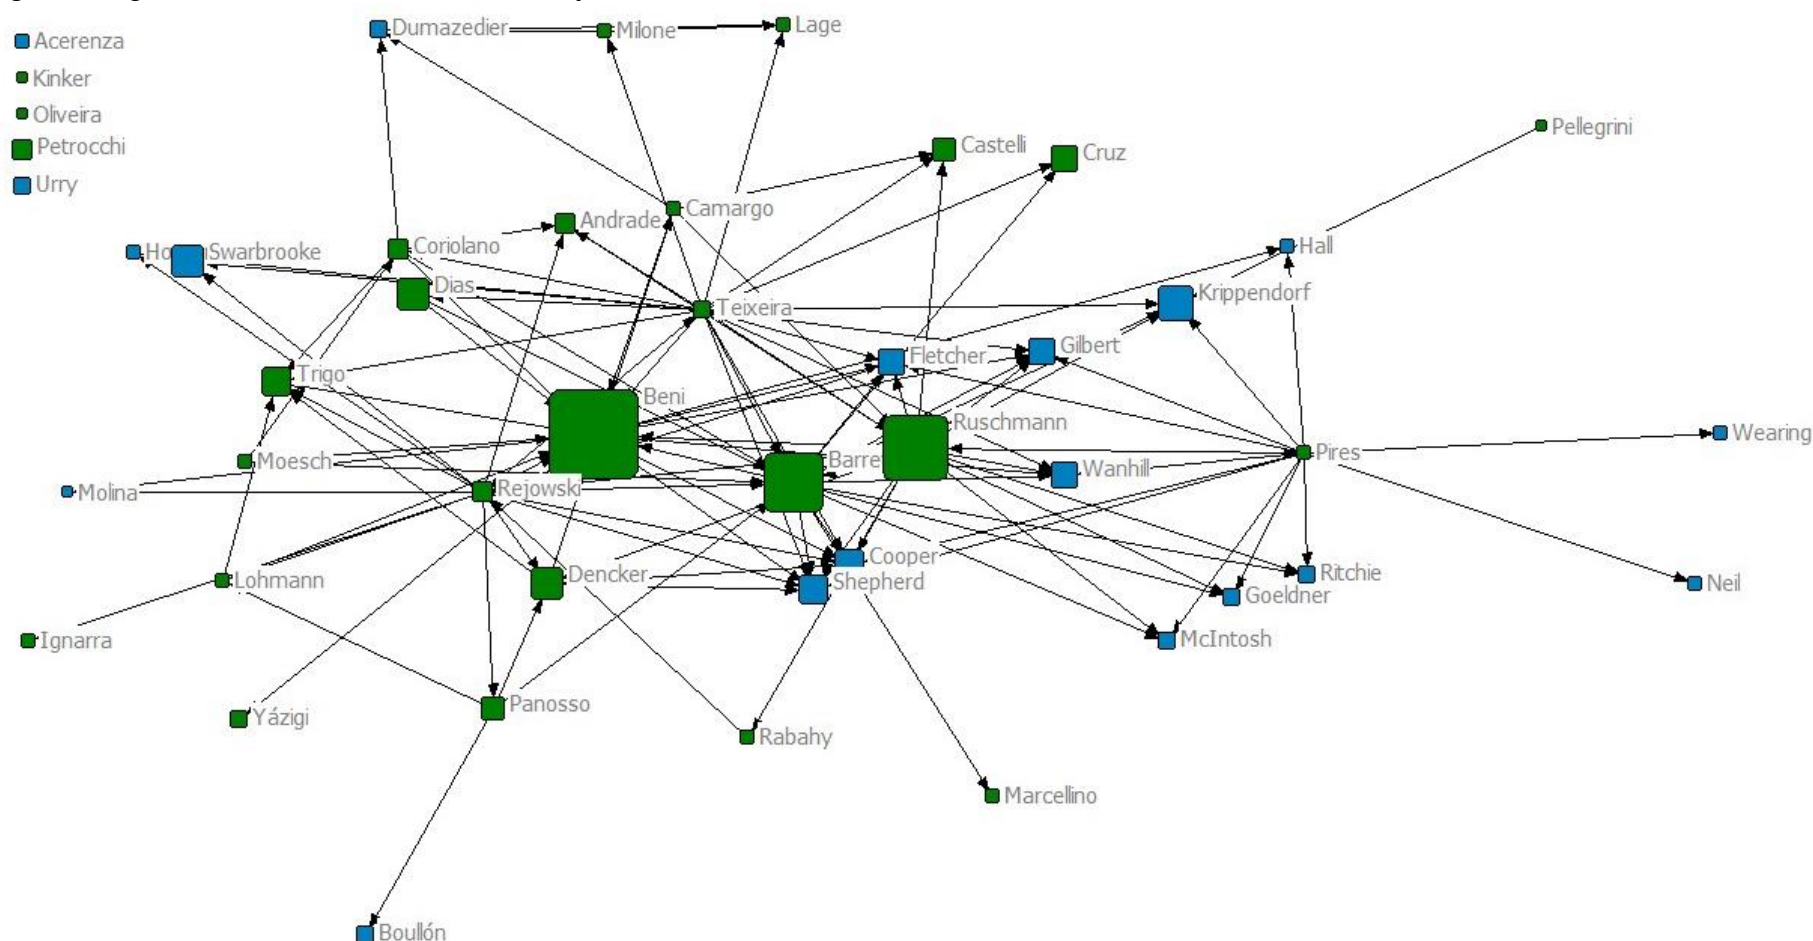 Dumazedier
Milone
Lage
Acerenza
Kinker
Oliveira
Petrocchi
Urry
Pellegrini
Castelli
Cruz
Andrade
Camargo
Coriolano
Swarbrooke
Hall
Dias
Teixeira
Krippendorf
Gilbert
Fletcher
Trigo
Beni
Ruschmann
Wearing
Moesch
Barre
Wanhill
Pires
Molina
Rejowski
Cooper
Shepherd
Dencker
Lohmann
Ritchie
Neil
Goeldner
Ignarra
McIntosh
Panosso
Yázigi
Rabahy
Marcellino
Boullón